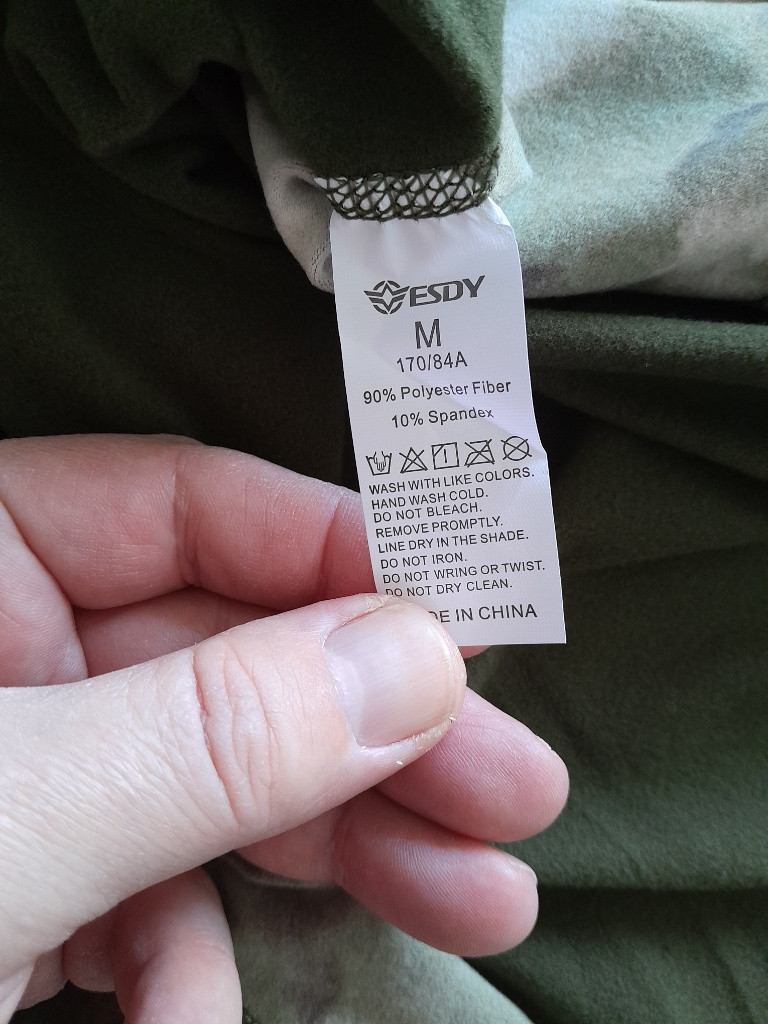 ESDY
M
170/84A
90% Polyester Fiber
10% Spandex
WASH WITH LIKE COLORS.
HAND WASH COLD.
DO NOT BLEACH.
REMOVE PROMPTLY.
LINE DRY IN THE SHADE.
DO NOT IRON.
DO NOT WRING OR TWIST.
DO NOT DRY CLEAN.
DE IN CHINA